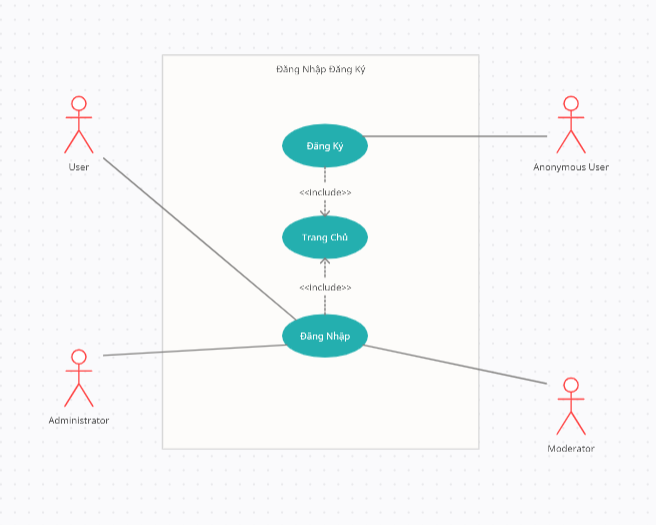 Đăng Nhập Đăng Ký
Đăng Ký
User
Anonymous User
<<Include>>
Trang Chủ
<<Include>>
Đăng Nhập
Administrator
Moderator